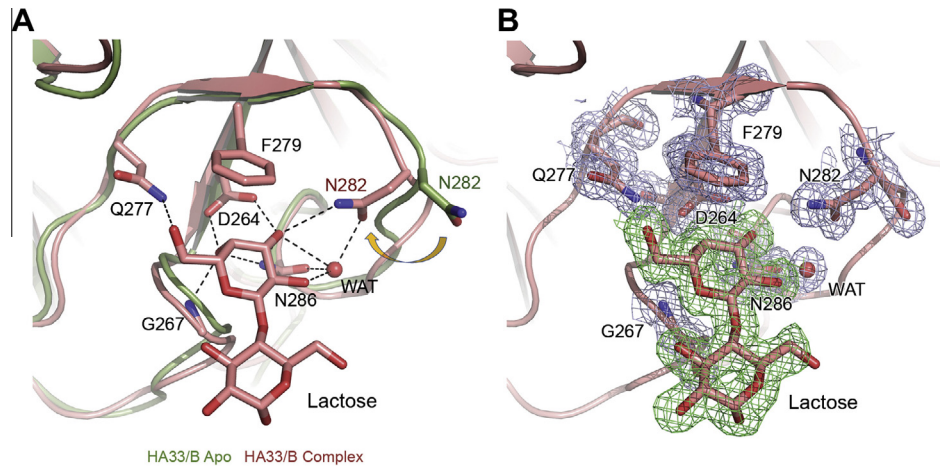 A
F279
N282
N282
Q277
D264
WAT
N286
G267
Lactose
HA33/B Apo HA33/B Complex
B
F279
Q277
N282
D264
WAT
N286
G267
Lactose